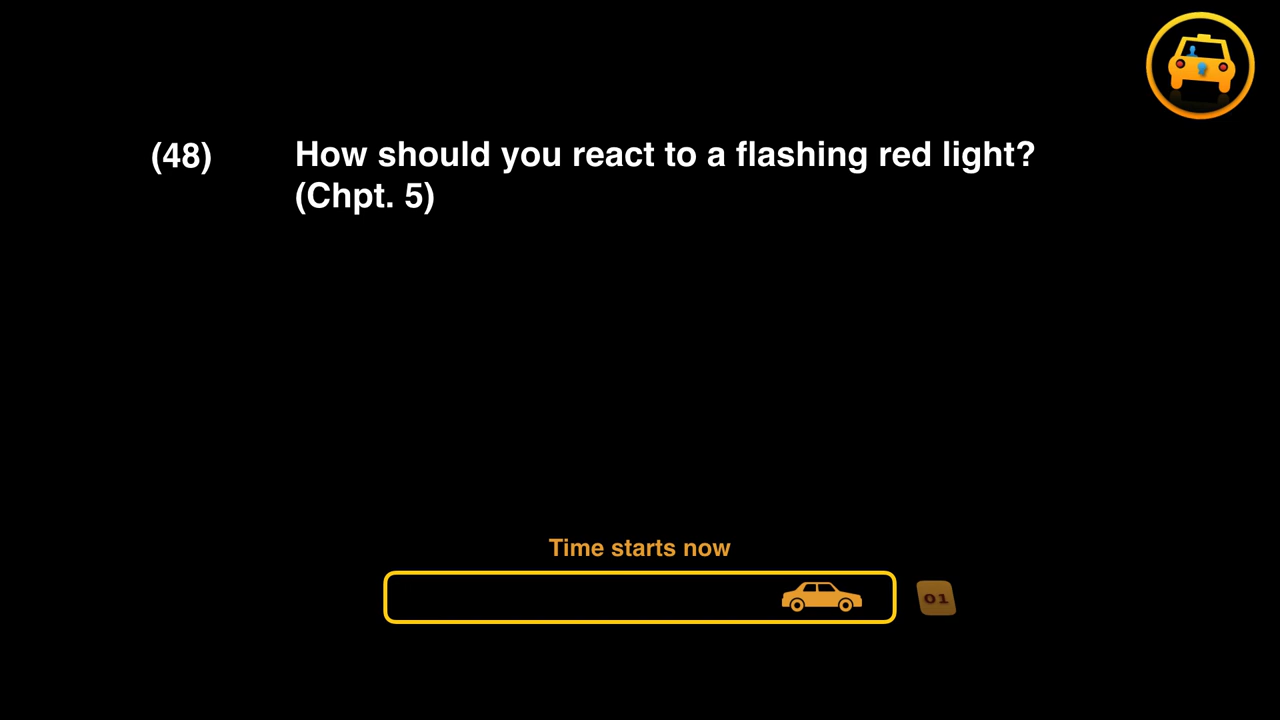 (48) How should you react to a flashing red light?
(Chpt. 5)
Time starts now
01